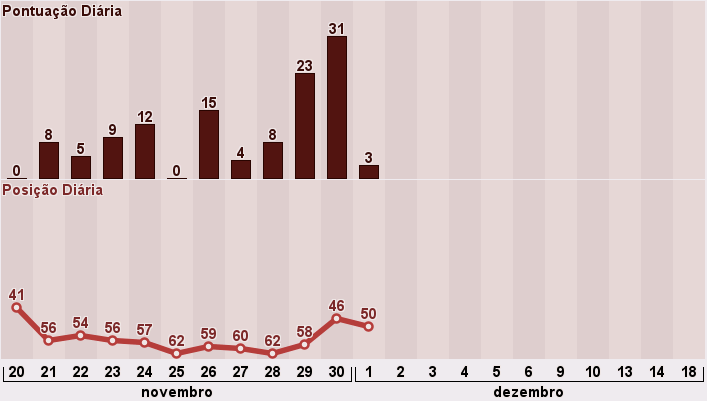 Pontuação Diária
0 8 5 9 12 0 15 4 8 23 31 3
Posição Diária
41 56 54 56 57 62 59 60 62 58 46 50
20 21 22 23 24 25 26 27 28 29 30 1 2 3 4 5 6 9 10 13 14 18
novembro dezembro